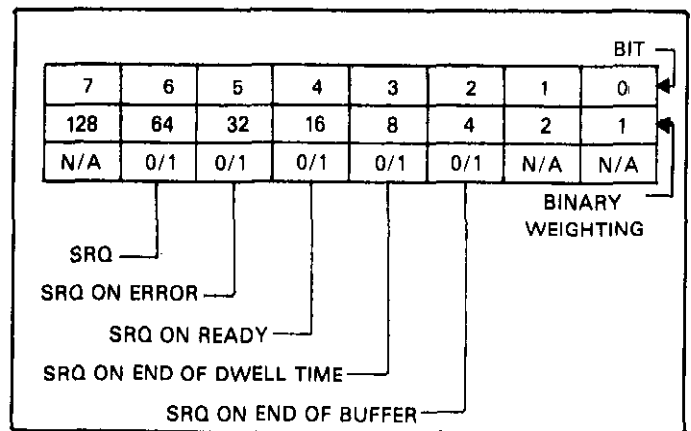 BIT
7 6 5 4 3 2 1 0
128 64 32 16 8 4 2 1
N/A 0/1 0/1 0/1 0/1 0/1 N/A N/A
BINARY
WEIGHTING
SRQ
SRQ ON ERROR
SRQ ON READY
SRQ ON END OF DWELL TIME
SRQ ON END OF BUFFER